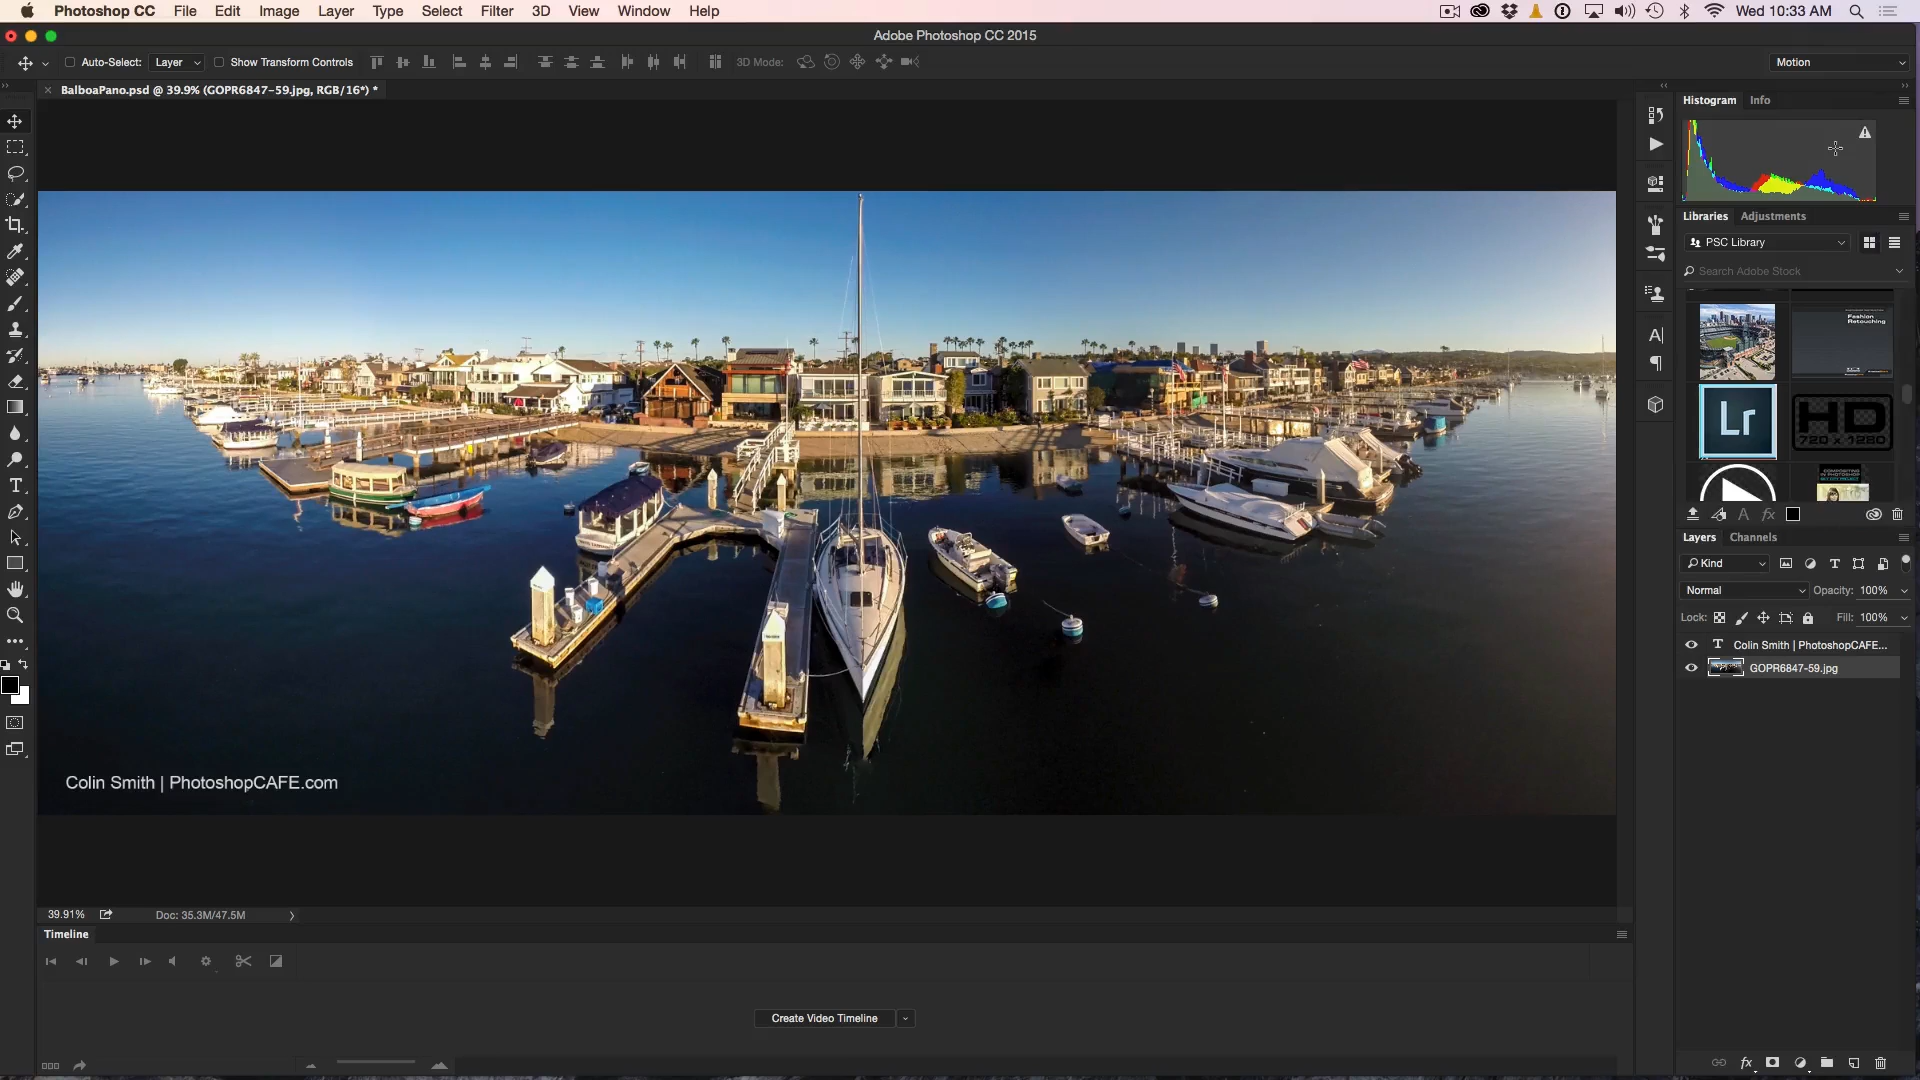 Photoshop CC File Edit Image Layer Type Select Filter 3D View Window Help Wed 10:33 AM
Adobe Photoshop CC 2015
Auto-Select: Layer Show Transform Controls 3D Mode: Motion
BalboaPano.psd @ 39.9% (GOPR6847-59.jpg, RGB/16*) *
Histogram Info
Libraries Adjustments
PSC Library
Search Adobe Stock
Fashion
Retouching
Lr
HD
720 x 1280
Layers Channels
Kind
Normal Opacity: 100%
Lock: Fill: 100%
Colin Smith | PhotoshopCAFE...
GOPR6847-59.jpg
Colin Smith | PhotoshopCAFE.com
39.91% Doc: 35.3M/47.5M
Timeline
Create Video Timeline